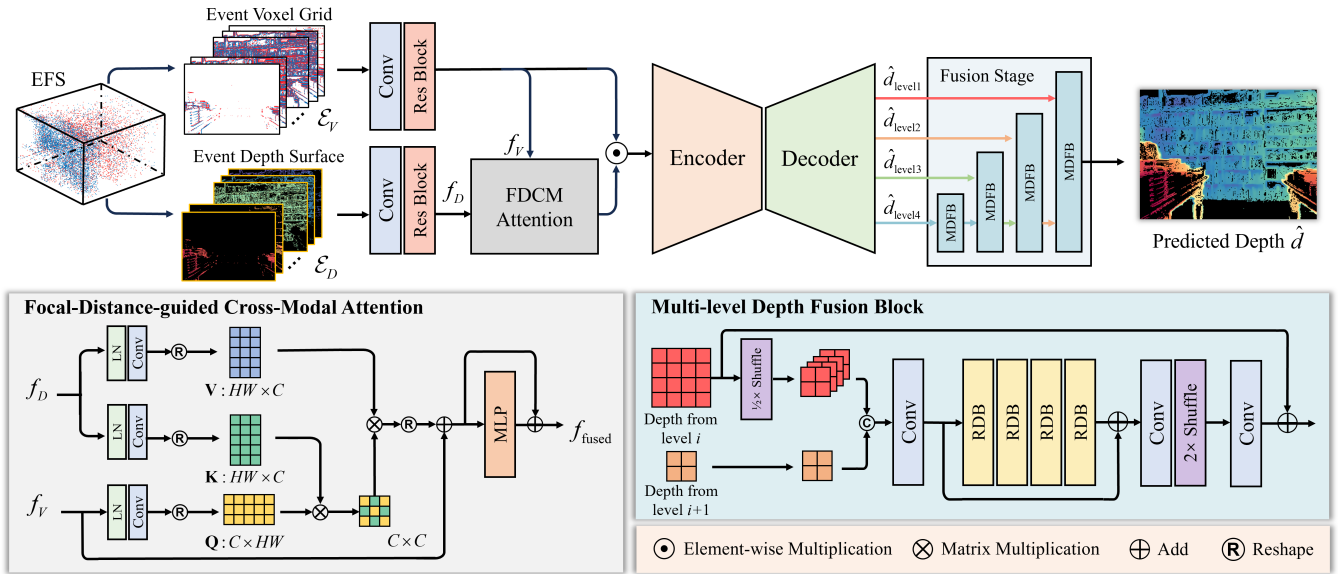 Event Voxel Grid
EFS
ℰ_V
Conv
Res Block
f_V
Event Depth Surface
ℰ_D
Conv
Res Block
f_D
FDCM
Attention
Encoder
Decoder
d̂_level1
d̂_level2
d̂_level3
d̂_level4
Fusion Stage
MDFB
MDFB
MDFB
MDFB
Predicted Depth d̂
Focal-Distance-guided Cross-Modal Attention
f_D
LN
Conv
R
V : HW × C
LN
Conv
R
K : HW × C
f_V
LN
Conv
R
Q : C × HW
C × C
R
MLP
f_fused
Multi-level Depth Fusion Block
Depth from
level i
½× Shuffle
Depth from
level i+1
C
Conv
RDB
RDB
RDB
RDB
Conv
2× Shuffle
Conv
Element-wise Multiplication
Matrix Multiplication
Add
R Reshape